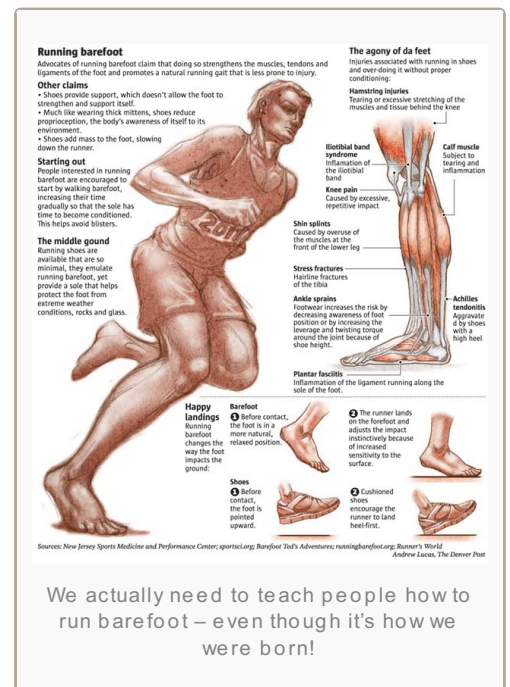 Running barefoot
Advocates of running barefoot claim that doing so strengthens the muscles, tendons and
ligaments of the foot and promotes a natural running gait that is less prone to injury.
Other claims
• Shoes provide support, which doesn't allow the foot to
strengthen and support itself.
• Much like wearing thick mittens, shoes reduce
proprioception, the body's awareness of itself to its
environment.
• Shoes add mass to the foot, slowing
down the runner.
Starting out
People interested in running
barefoot are encouraged to
start by walking barefoot,
increasing their time
gradually so that the sole has
time to become conditioned.
This helps avoid blisters.
The middle gound
Running shoes are
available that are so
minimal, they emulate
running barefoot, yet
provide a sole that helps
protect the foot from
extreme weather
conditions, rocks and glass.
The agony of da feet
Injuries associated with running in shoes
and over-doing it without proper
conditioning:
Hamstring injuries
Tearing or excessive stretching of the
muscles and tissue behind the knee
Iliotibial band
syndrome
Inflamation of
the iliotibial
band
Calf muscle
Subject to
tearing and
inflammation
Knee pain
Caused by excessive,
repetitive impact
Shin splints
Caused by overuse of
the muscles at the
front of the lower leg
Stress fractures
Hairline fractures
of the tibia
Ankle sprains
Footwear increases the risk by
decreasing awareness of foot
position or by increasing the
leverage and twisting torque
around the joint because of
shoe height.
Achilles
tendonitis
Aggravate
d by shoes
with a
high heel
Plantar fasciitis
Inflammation of the ligament running along the
sole of the foot.
Happy
landings
Running
barefoot
changes the
way the foot
impacts the
ground:
Barefoot
1 Before contact,
the foot is in a
more natural,
relaxed position.
2 The runner lands
on the forefoot and
adjusts the impact
instinctively because
of increased
sensitivity to the
surface.
Shoes
1 Before
contact,
the foot is
pointed
upward.
2 Cushioned
shoes
encourage the
runner to land
heel-first.
Sources: New Jersey Sports Medicine and Performance Center; sportsci.org; Barefoot Ted's Adventures; runningbarefoot.org; Runner's World
Andrew Lucas, The Denver Post
We actually need to teach people how to
run barefoot – even though it's how we
were born!